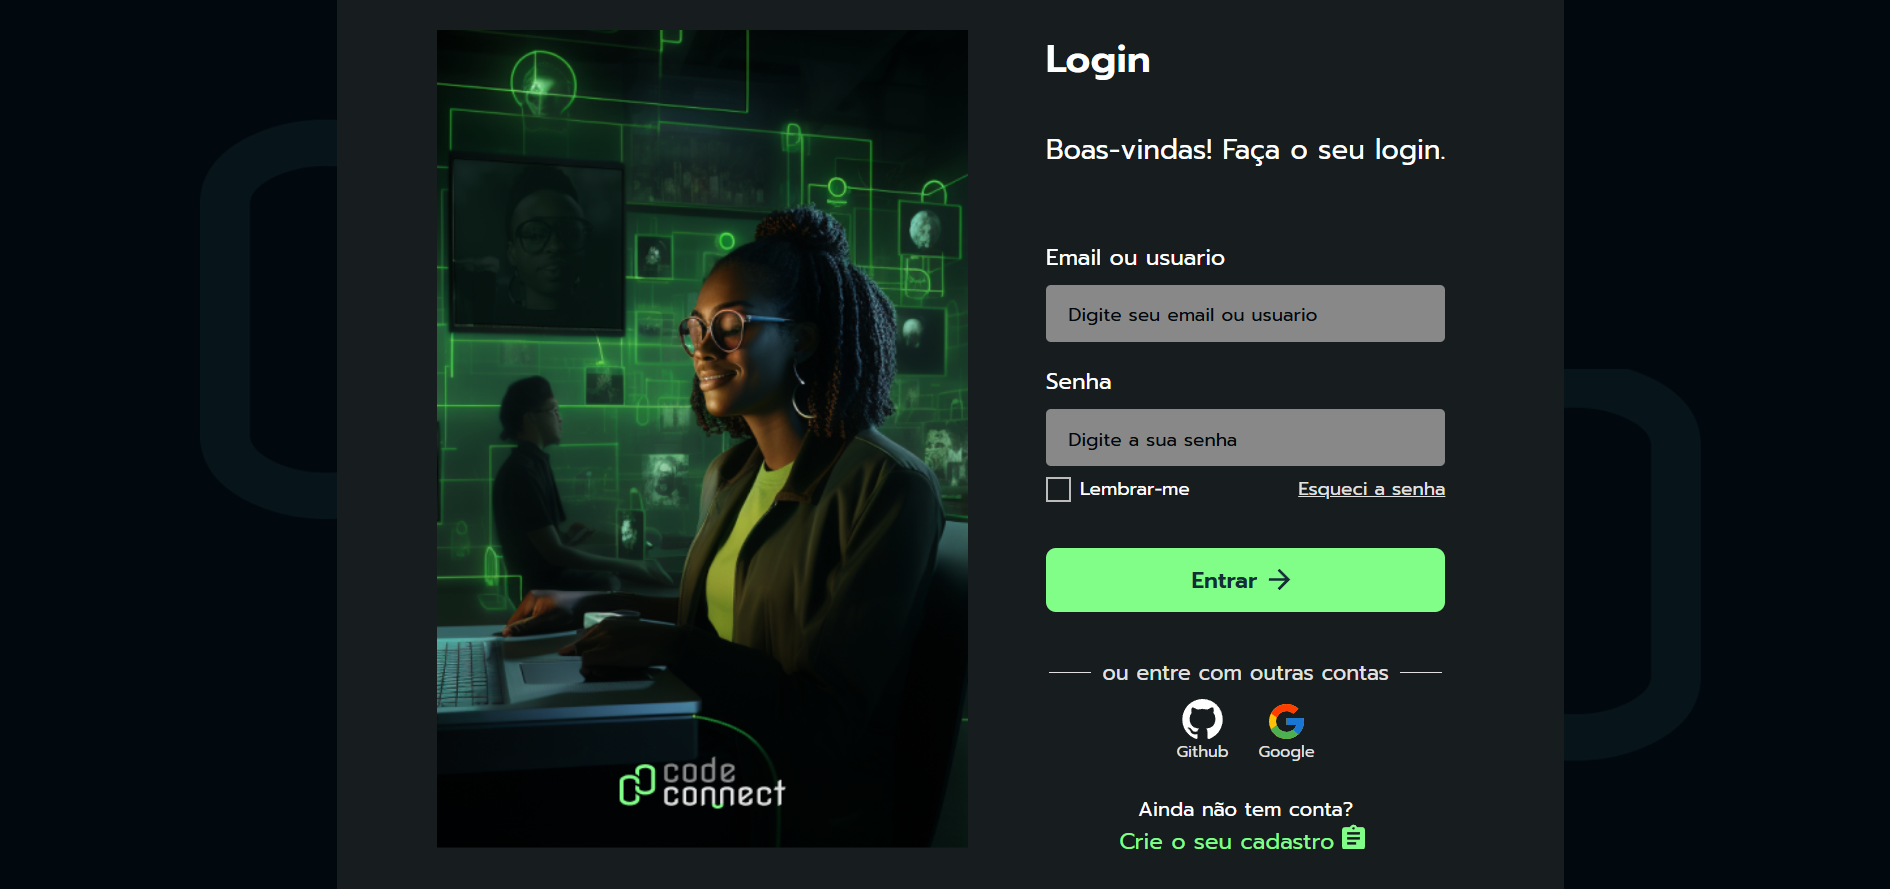 Login
Boas-vindas! Faça o seu login.
Email ou usuario
Digite seu email ou usuario
Senha
Digite a sua senha
Lembrar-me
Esqueci a senha
Entrar
ou entre com outras contas
Github
Google
Ainda não tem conta?
Crie o seu cadastro
code
connect